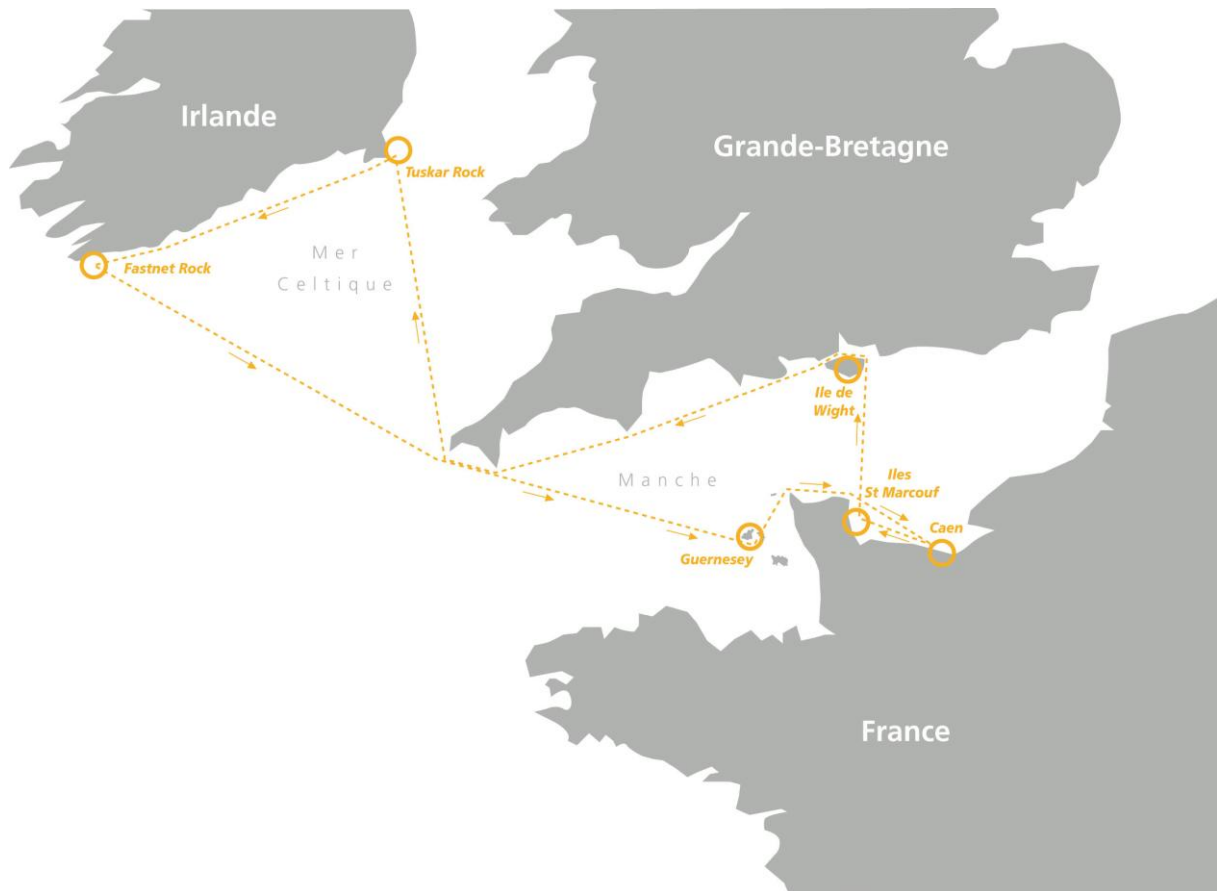 Irlande
Grande-Bretagne
Tuskar Rock
Mer
Celtique
Fastnet Rock
Ile de
Wight
Manche
Iles
St Marcouf
Caen
Guernesey
France